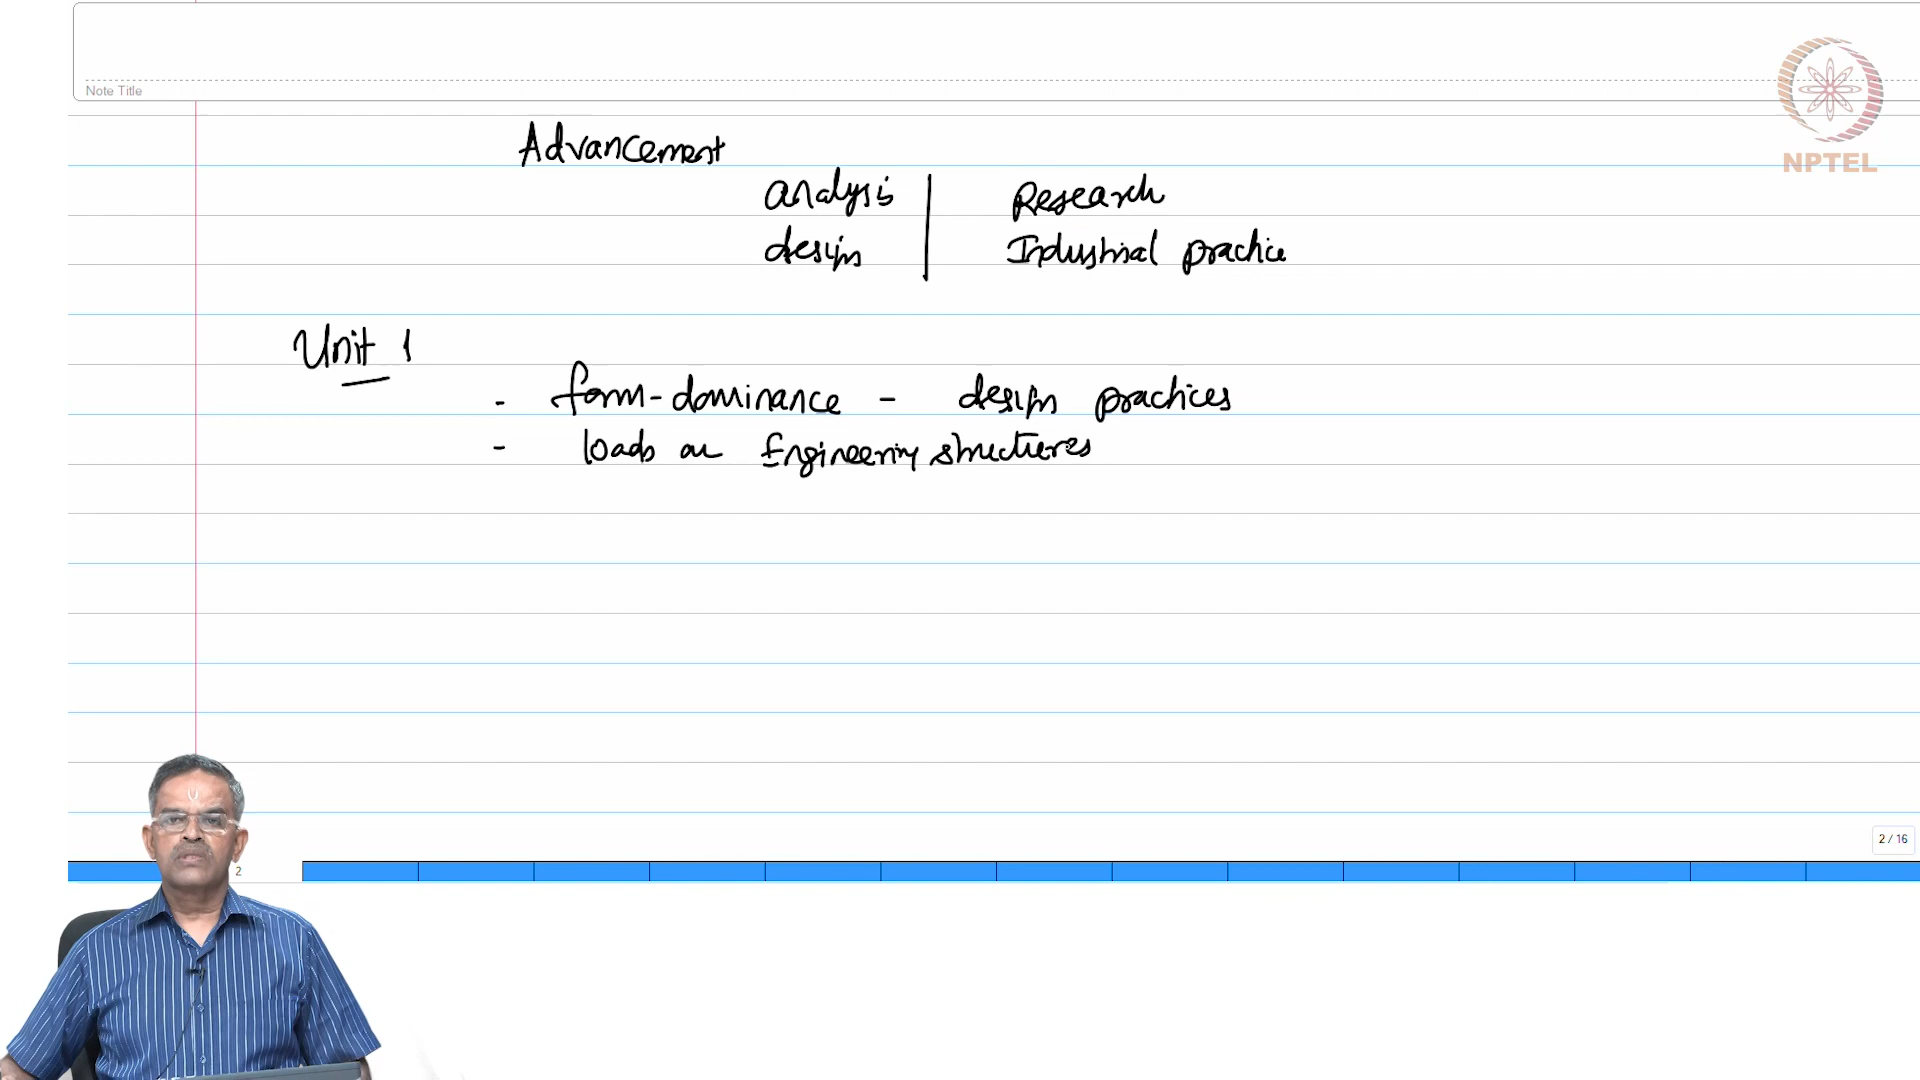 Note Title
NPTEL
Advancement
analysis | Research
design | Industrial practice
Unit 1
- form-dominance - design practices
- loads on Engineering structures
2 / 16
2